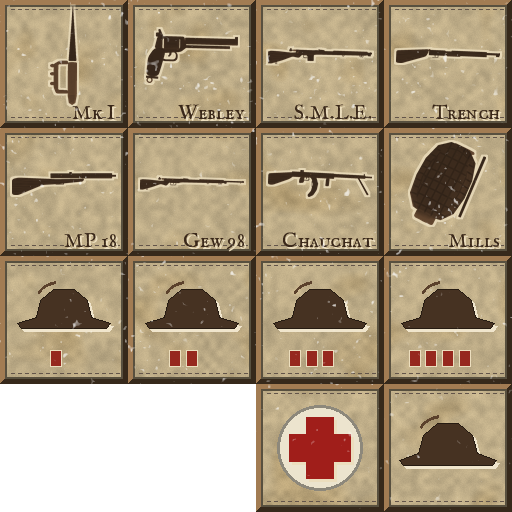 Mk I
Webley
S.M.L.E.
Trench
MP 18
Gew 98
Chauchat
Mills